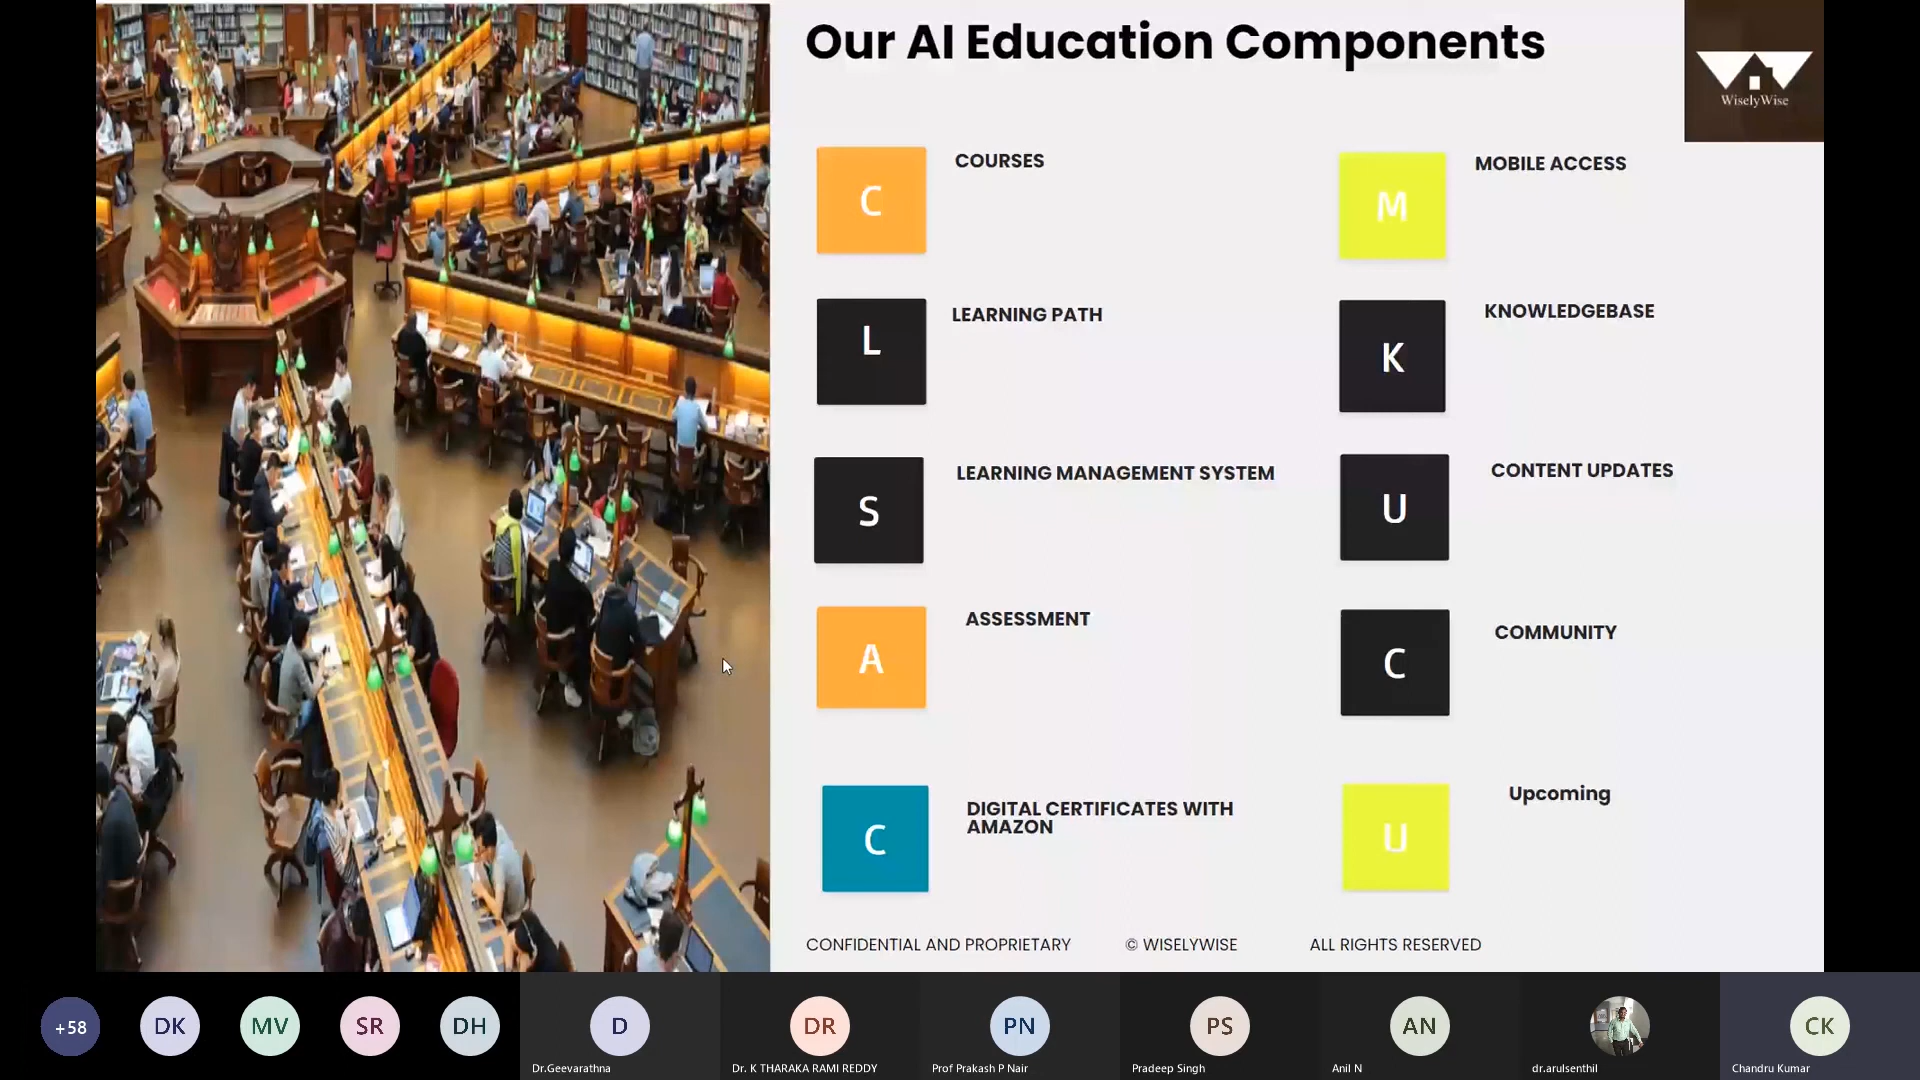 Our AI Education Components
WiselyWise
C
COURSES
M
MOBILE ACCESS
L
LEARNING PATH
K
KNOWLEDGEBASE
S
LEARNING MANAGEMENT SYSTEM
U
CONTENT UPDATES
A
ASSESSMENT
C
COMMUNITY
C
DIGITAL CERTIFICATES WITH
AMAZON
U
Upcoming
CONFIDENTIAL AND PROPRIETARY © WISELYWISE ALL RIGHTS RESERVED
+58
DK
MV
SR
DH
D
Dr.Geevarathna
DR
Dr. K THARAKA RAMI REDDY
PN
Prof Prakash P Nair
PS
Pradeep Singh
AN
Anil N
dr.arulsenthil
CK
Chandru Kumar